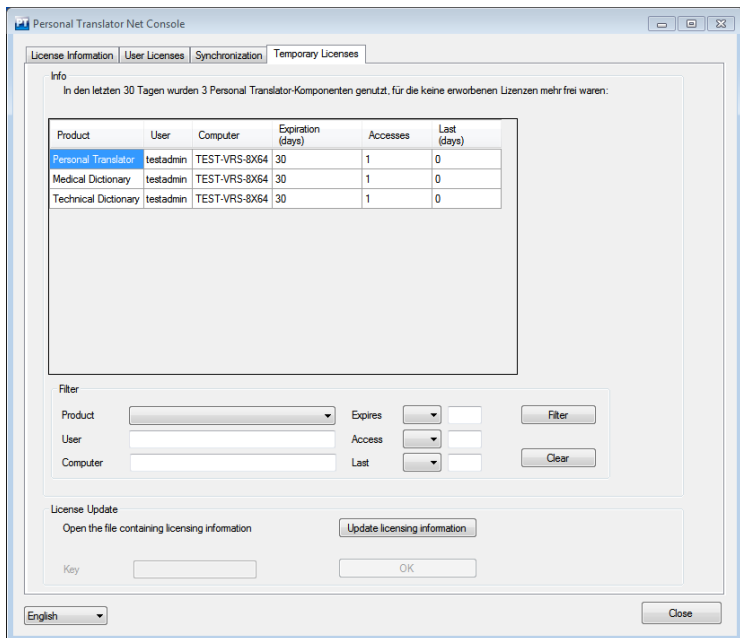 PT Personal Translator Net Console
License Information User Licenses Synchronization Temporary Licenses
Info
In den letzten 30 Tagen wurden 3 Personal Translator-Komponenten genutzt, für die keine erworbenen Lizenzen mehr frei waren:
Product User Computer Expiration (days) Accesses Last (days)
Personal Translator testadmin TEST-VRS-8X64 30 1 0
Medical Dictionary testadmin TEST-VRS-8X64 30 1 0
Technical Dictionary testadmin TEST-VRS-8X64 30 1 0
Filter
Product Expires Filter
User Access
Computer Last Clear
License Update
Open the file containing licensing information Update licensing information
Key OK
English Close